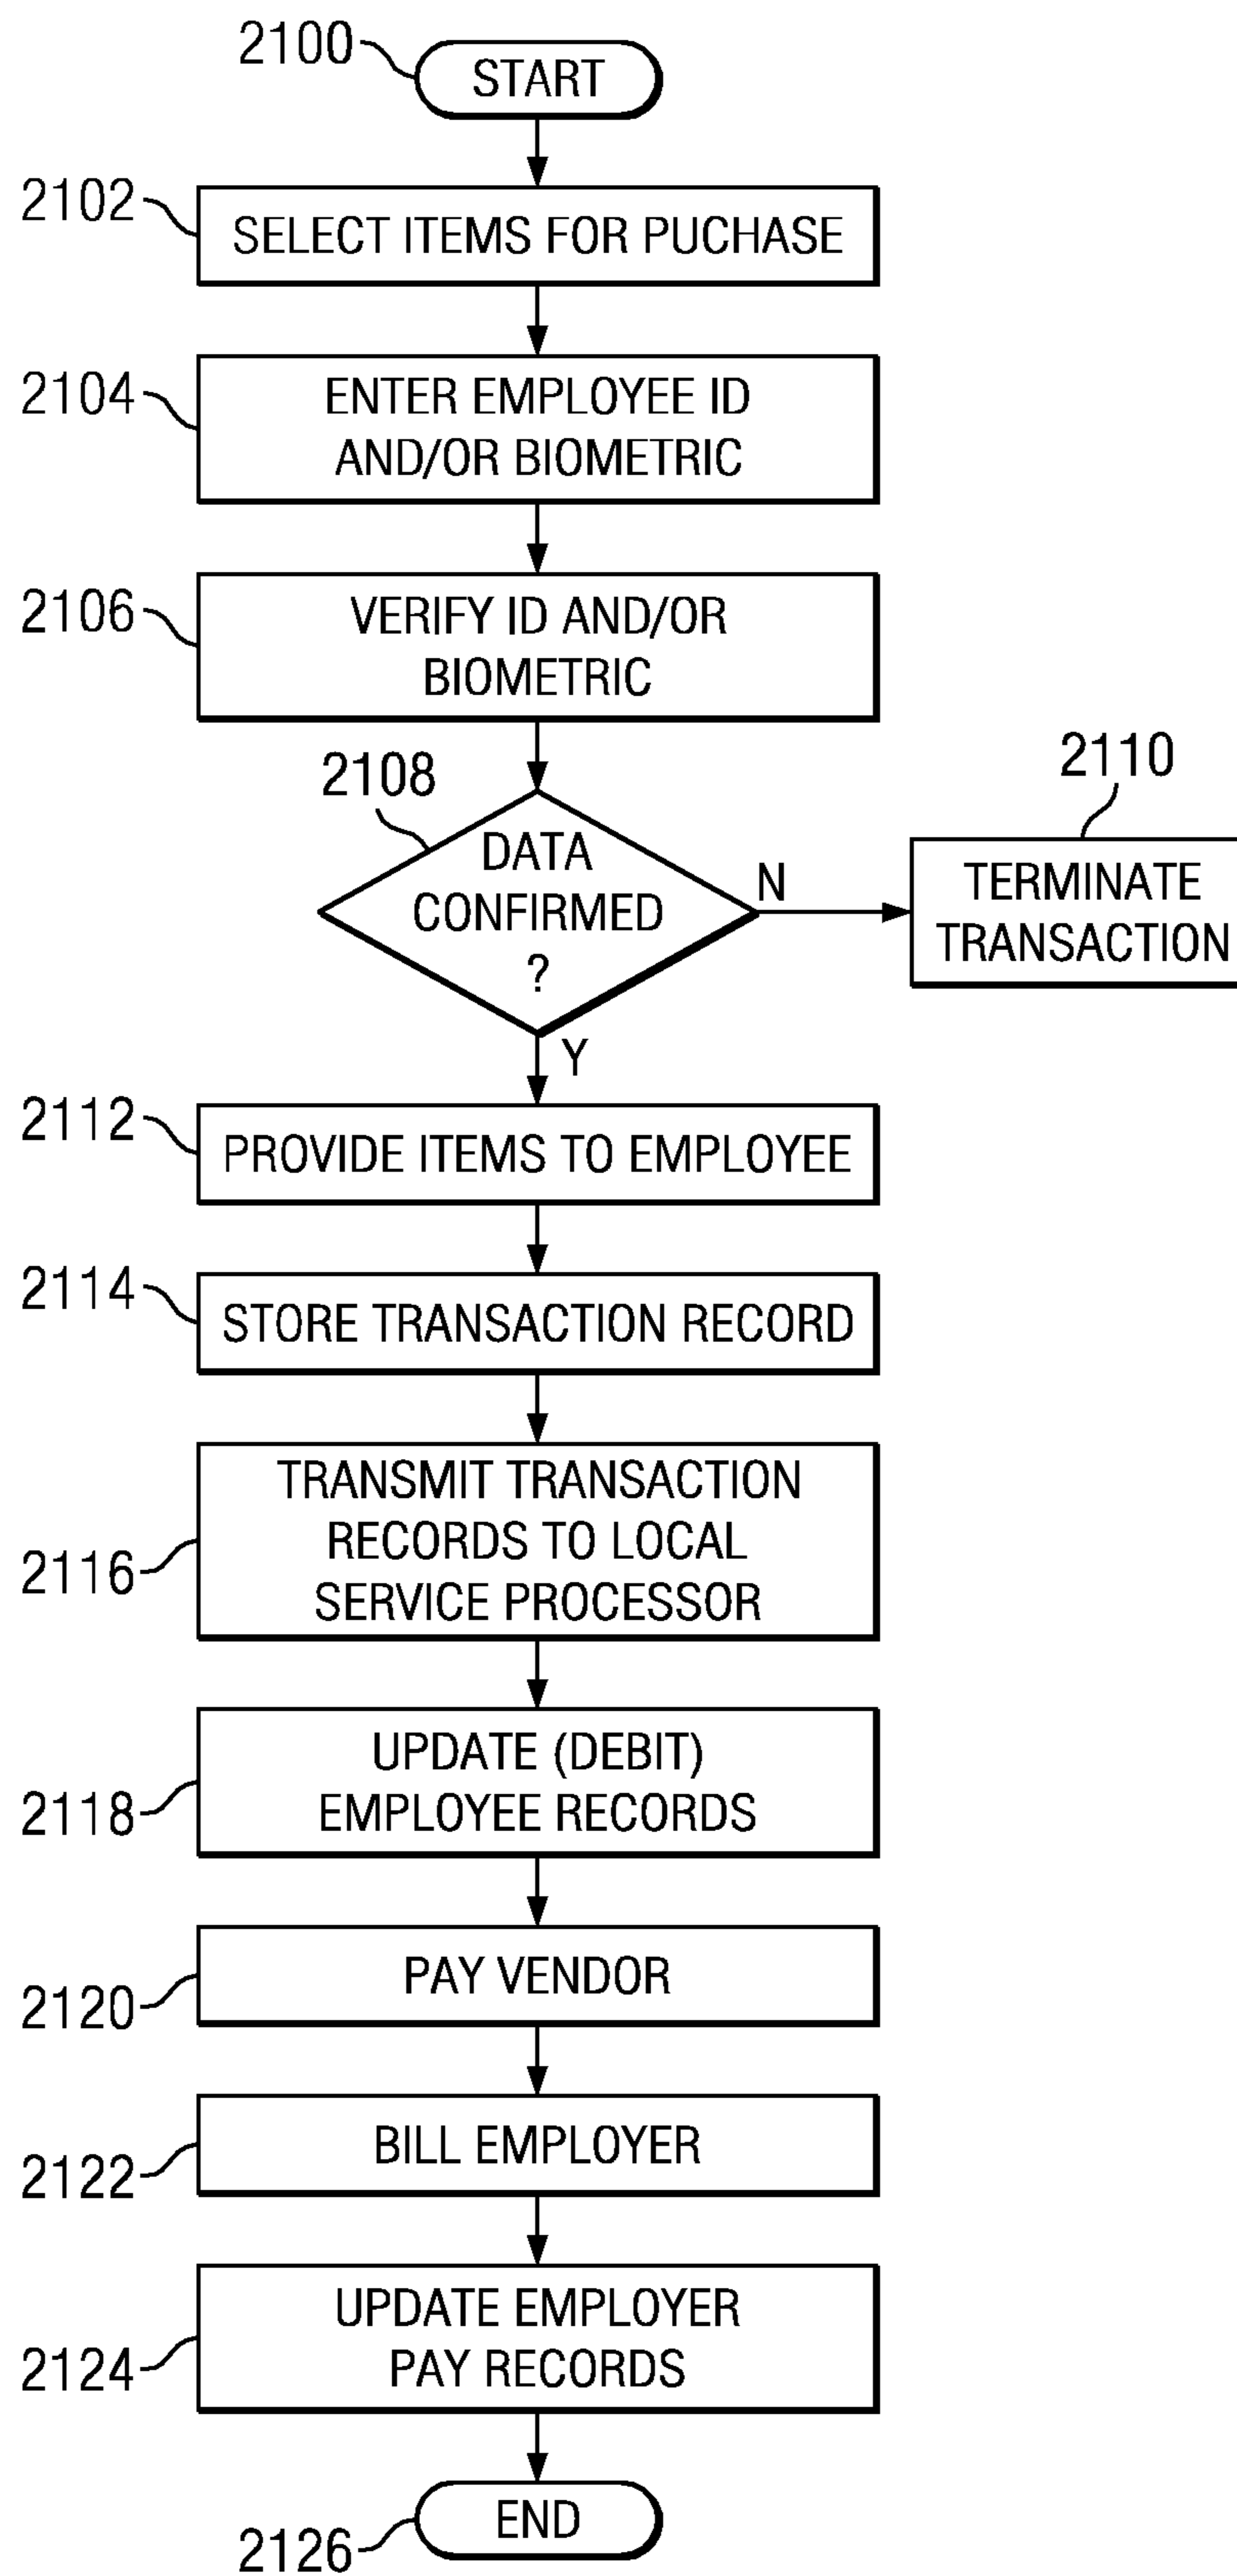 2100
START
2102
SELECT ITEMS FOR PUCHASE
2104
ENTER EMPLOYEE ID
AND/OR BIOMETRIC
2106
VERIFY ID AND/OR
BIOMETRIC
2108
DATA
CONFIRMED
?
N
2110
TERMINATE
TRANSACTION
Y
2112
PROVIDE ITEMS TO EMPLOYEE
2114
STORE TRANSACTION RECORD
2116
TRANSMIT TRANSACTION
RECORDS TO LOCAL
SERVICE PROCESSOR
2118
UPDATE (DEBIT)
EMPLOYEE RECORDS
2120
PAY VENDOR
2122
BILL EMPLOYER
2124
UPDATE EMPLOYER
PAY RECORDS
2126
END